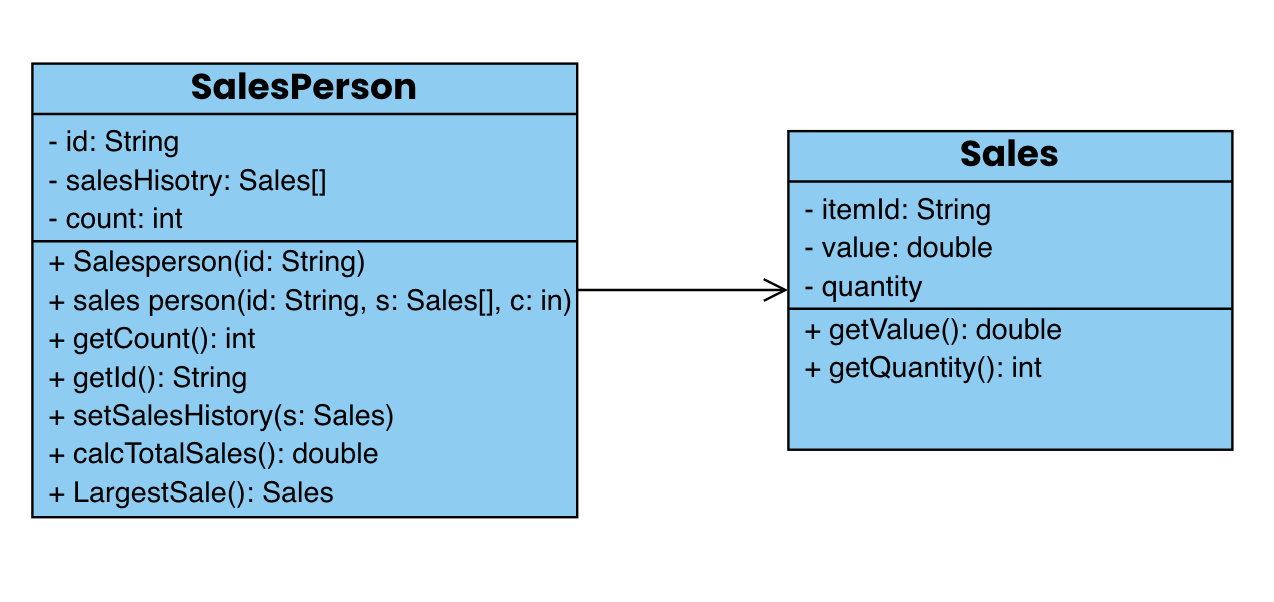 SalesPerson
- id: String
- salesHisotry: Sales[]
- count: int
+ Salesperson(id: String)
+ sales person(id: String, s: Sales[], c: in)
+ getCount(): int
+ getId(): String
+ setSalesHIstory(s: Sales)
+ calcTotalSales(): double
+ LargestSale(): Sales
Sales
- itemId: String
- value: double
- quantity
+ getValue(): double
+ getQuantity(): int